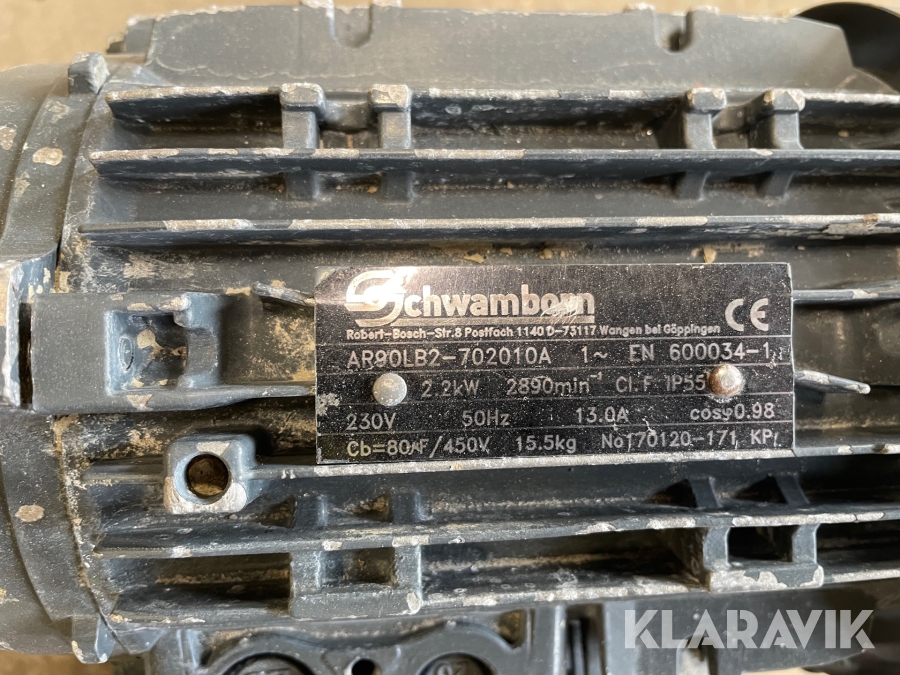 Schwamborn
Robert-Bosch-Str.8 Postfach 1140 D-73117 Wangen bei Göppingen
CE
AR90LB2-702010A 1~ EN 600034-1
2.2kW 2890min⁻¹ Cl.F IP55
230V 50Hz 13.0A cosφ0.98
Cb=80µF/450V 15.5kg No170120-171 KP
KLARAVIK